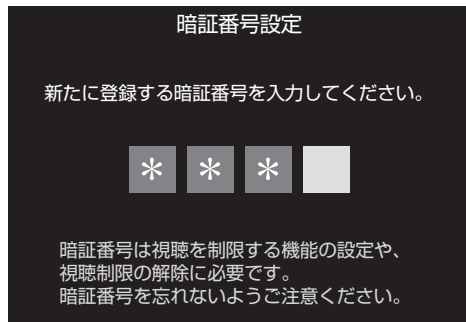 暗証番号設定
新たに登録する暗証番号を入力してください。
＊ ＊ ＊
暗証番号は視聴を制限する機能の設定や、
視聴制限の解除に必要です。
暗証番号を忘れないようご注意ください。